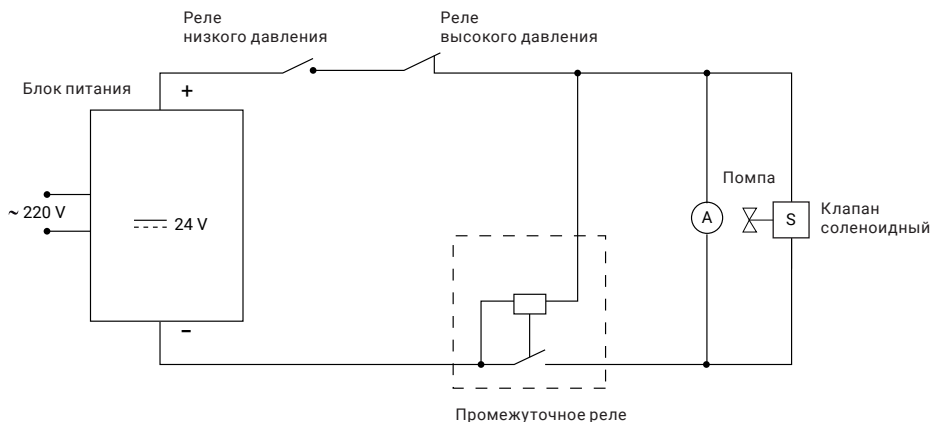 Реле
низкого давления
Реле
высокого давления
Блок питания
+
~ 220 V
24 V
–
Помпа
A
S
Клапан
соленоидный
Промежуточное реле